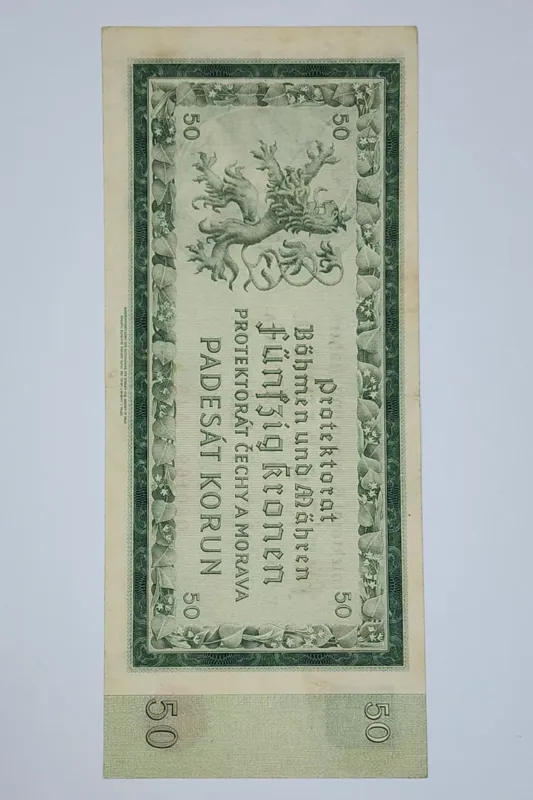 50 50
Protektorat
Böhmen und Mähren
Fünfzig Kronen
PROTEKTORÁT ČECHY A MORAVA
PADESÁT KORUN
50 50
50
50